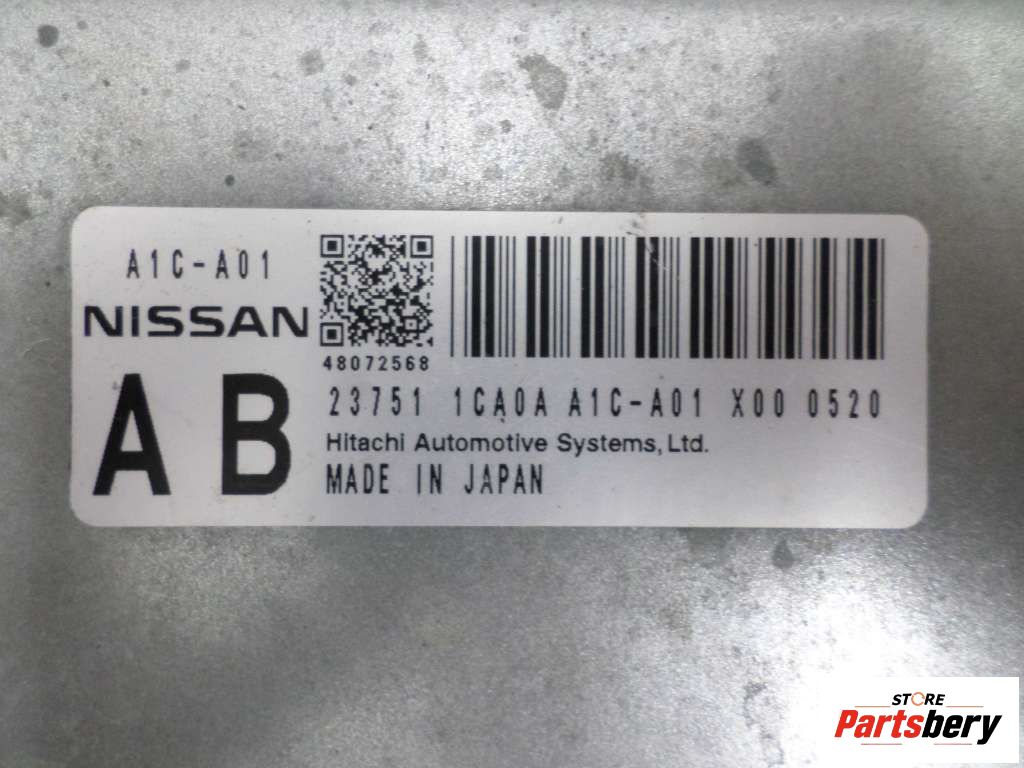 A1C-A01
NISSAN
AB
48072568
23751 1CA0A A1C-A01 X00 0520
Hitachi Automotive Systems, Ltd.
MADE IN JAPAN
STORE
Partsbery